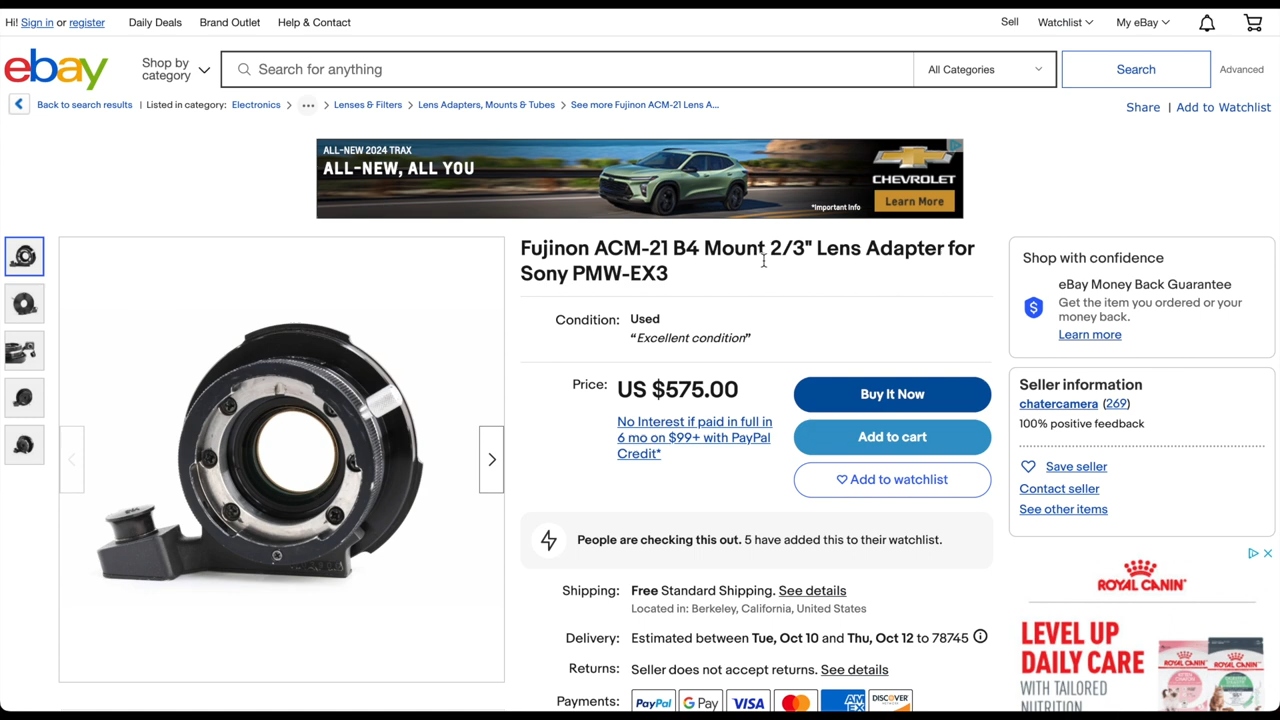 Hi! Sign in or register
Daily Deals
Brand Outlet
Help & Contact
Sell
Watchlist
My eBay
ebay
Shop by category
Search for anything
All Categories
Search
Advanced
Back to search results
Listed in category:
Electronics
Lenses & Filters
Lens Adapters, Mounts & Tubes
See more Fujinon ACM-21 Lens A...
Share | Add to Watchlist
ALL-NEW 2024 TRAX
ALL-NEW, ALL YOU
*Important Info
CHEVROLET
Learn More
Fujinon ACM-21 B4 Mount 2/3" Lens Adapter for
Sony PMW-EX3
Condition: Used
“Excellent condition”
Price: US $575.00
No Interest if paid in full in
6 mo on $99+ with PayPal
Credit*
Buy It Now
Add to cart
Add to watchlist
People are checking this out. 5 have added this to their watchlist.
Shipping: Free Standard Shipping. See details
Located in: Berkeley, California, United States
Delivery: Estimated between Tue, Oct 10 and Thu, Oct 12 to 78745
Returns: Seller does not accept returns. See details
Payments: PayPal G Pay VISA mastercard AM EX DISCOVER
Shop with confidence
eBay Money Back Guarantee
Get the item you ordered or your
money back.
Learn more
Seller information
chatercamera (269)
100% positive feedback
Save seller
Contact seller
See other items
ROYAL CANIN
LEVEL UP
DAILY CARE
WITH TAILORED
NUTRITION
ROYAL CANIN
ROYAL CANIN